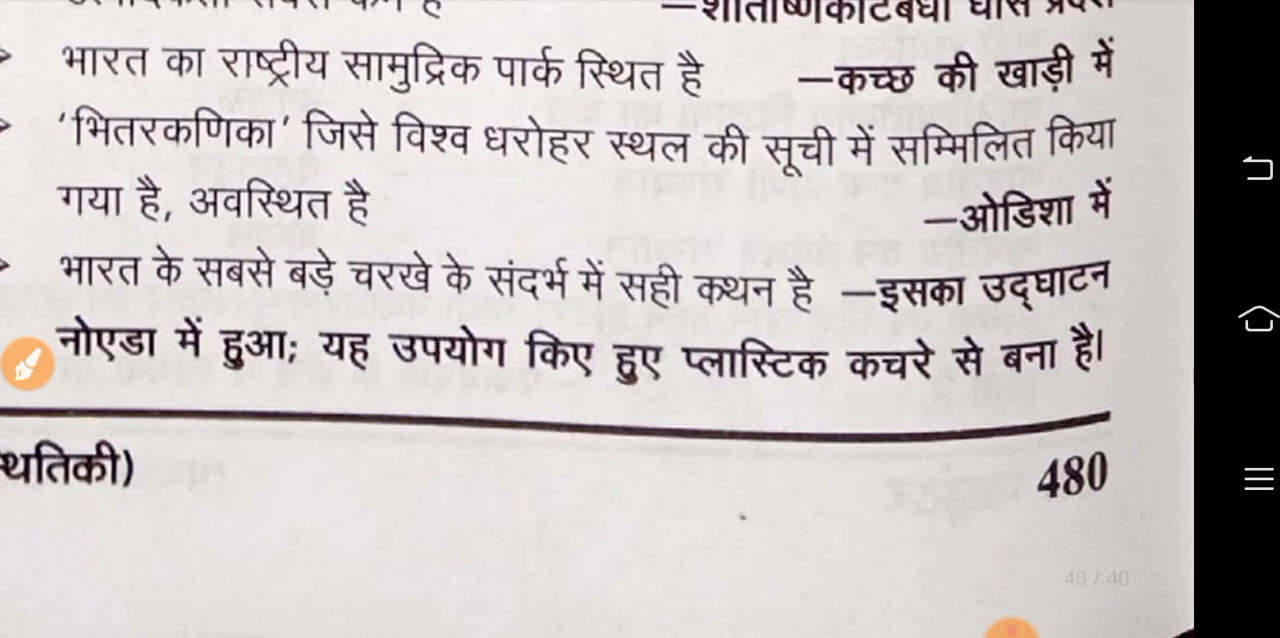 —शीतोष्णकटिबंधी घास
भारत का राष्ट्रीय सामुद्रिक पार्क स्थित है —कच्छ की खाड़ी में
'भितरकणिका' जिसे विश्व धरोहर स्थल की सूची में सम्मिलित किया
गया है, अवस्थित है —ओडिशा में
भारत के सबसे बड़े चरखे के संदर्भ में सही कथन है —इसका उद्घाटन
नोएडा में हुआ; यह उपयोग किए हुए प्लास्टिक कचरे से बना है।
थतिकी) 480
40 / 40